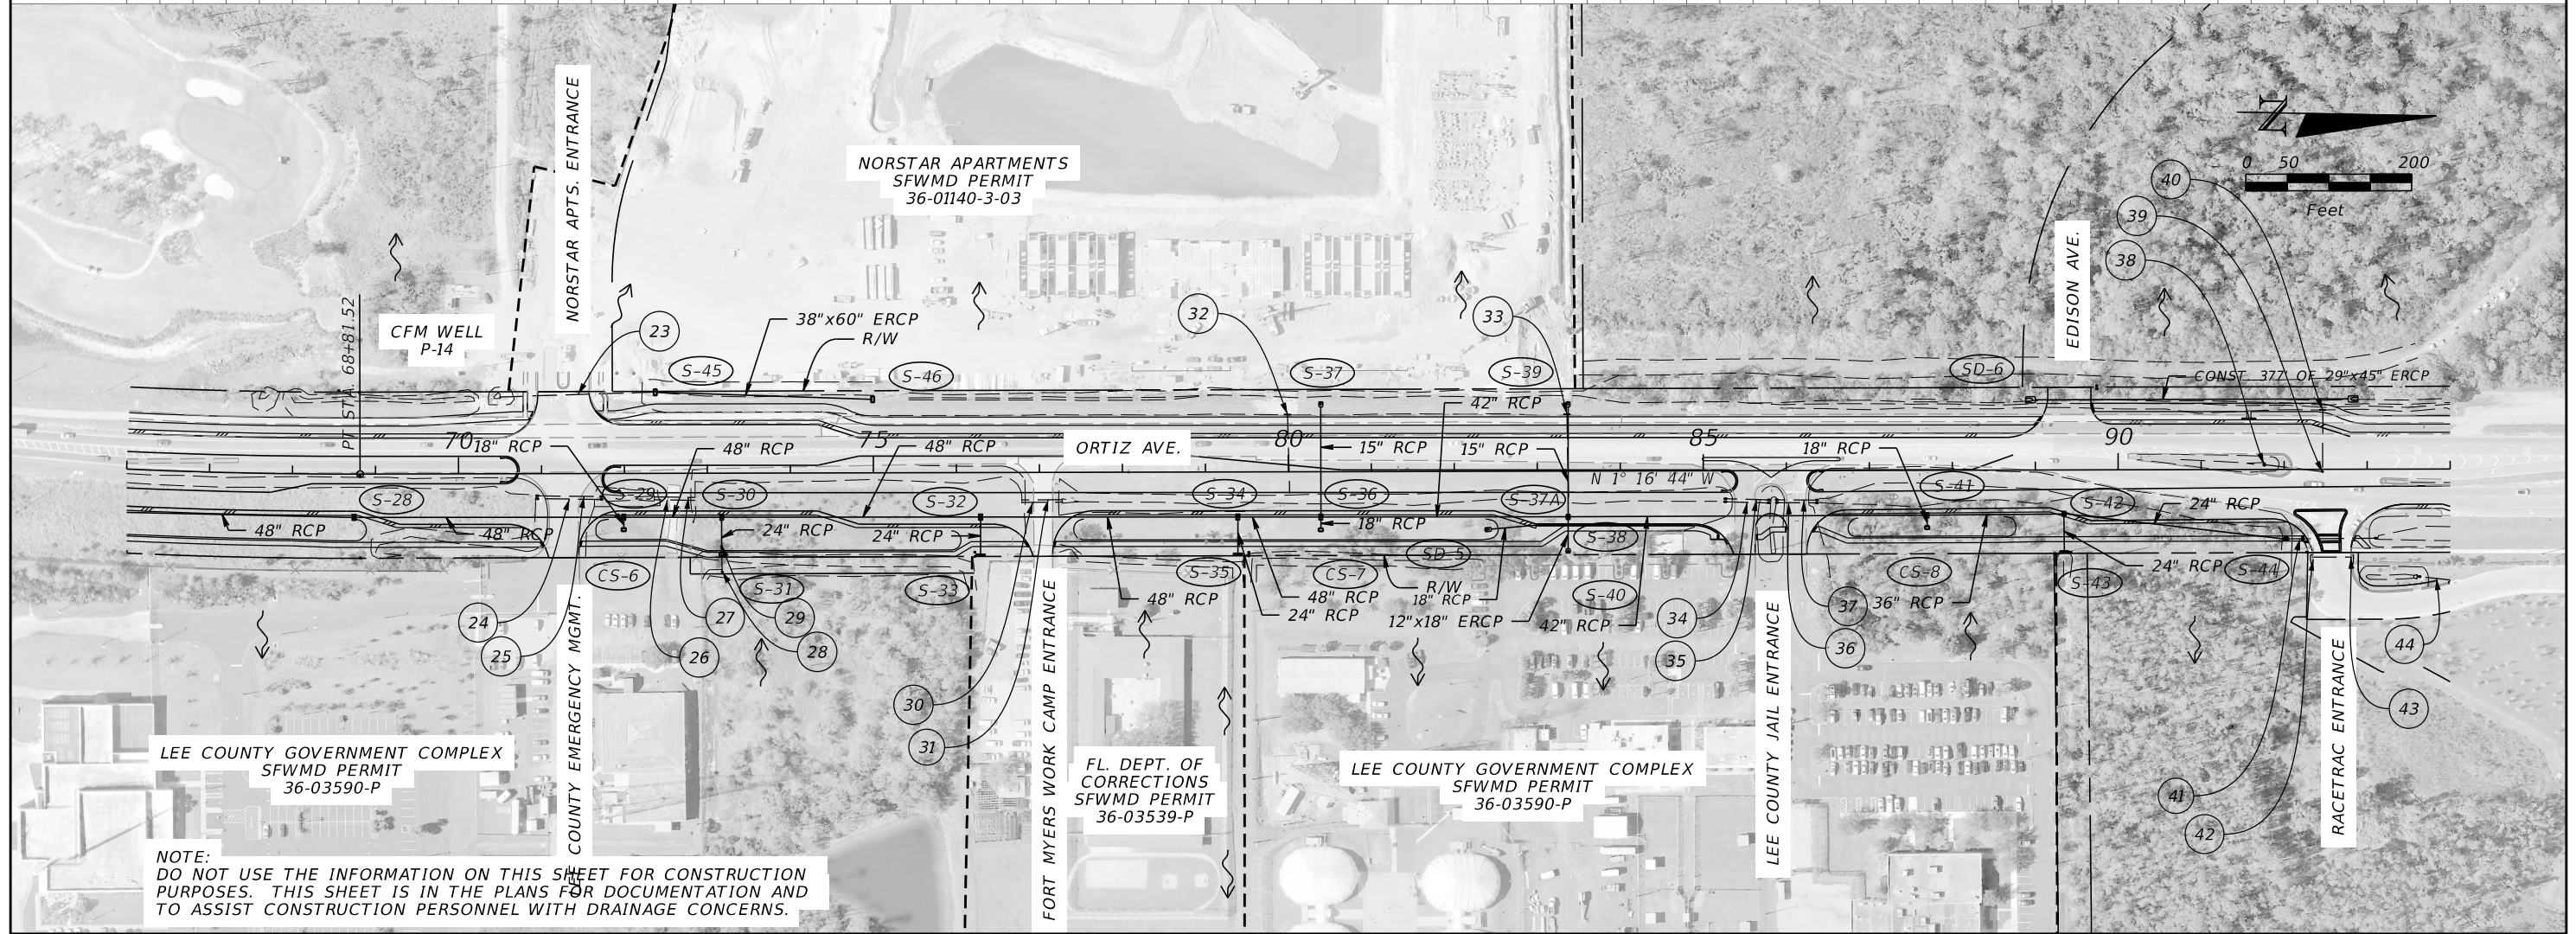 NORSTAR APTS. ENTRANCE
NORSTAR APARTMENTS
SFWMD PERMIT
36-01140-3-03
N
0 50 200
Feet
40
39
38
EDISON AVE.
CFM WELL
P-14
PT STA. 68+81.52
23
38"x60" ERCP
R/W
32
33
S-45
S-46
S-37
S-39
SD-6
CONST. 377' OF 29"x45" ERCP
42" RCP
70
75
80
85
90
18" RCP
48" RCP
48" RCP
ORTIZ AVE.
15" RCP
15" RCP
18" RCP
N 1° 16' 44" W
S-28
S-29
S-30
S-32
S-34
S-36
S-37A
S-41
S-42
24" RCP
48" RCP
48" RCP
24" RCP
24" RCP
18" RCP
S-38
SD-5
CS-6
S-31
S-33
S-35
CS-7
S-40
CS-8
S-43
S-44
24" RCP
R/W
18" RCP
48" RCP
48" RCP
24" RCP
12"x18" ERCP
42" RCP
36" RCP
24
25
26
27
28
29
30
31
34
35
36
37
41
42
43
44
LEE COUNTY EMERGENCY MGMT.
FORT MYERS WORK CAMP ENTRANCE
LEE COUNTY JAIL ENTRANCE
RACETRAC ENTRANCE
LEE COUNTY GOVERNMENT COMPLEX
SFWMD PERMIT
36-03590-P
FL. DEPT. OF
CORRECTIONS
SFWMD PERMIT
36-03539-P
LEE COUNTY GOVERNMENT COMPLEX
SFWMD PERMIT
36-03590-P
NOTE:
DO NOT USE THE INFORMATION ON THIS SHEET FOR CONSTRUCTION
PURPOSES. THIS SHEET IS IN THE PLANS FOR DOCUMENTATION AND
TO ASSIST CONSTRUCTION PERSONNEL WITH DRAINAGE CONCERNS.